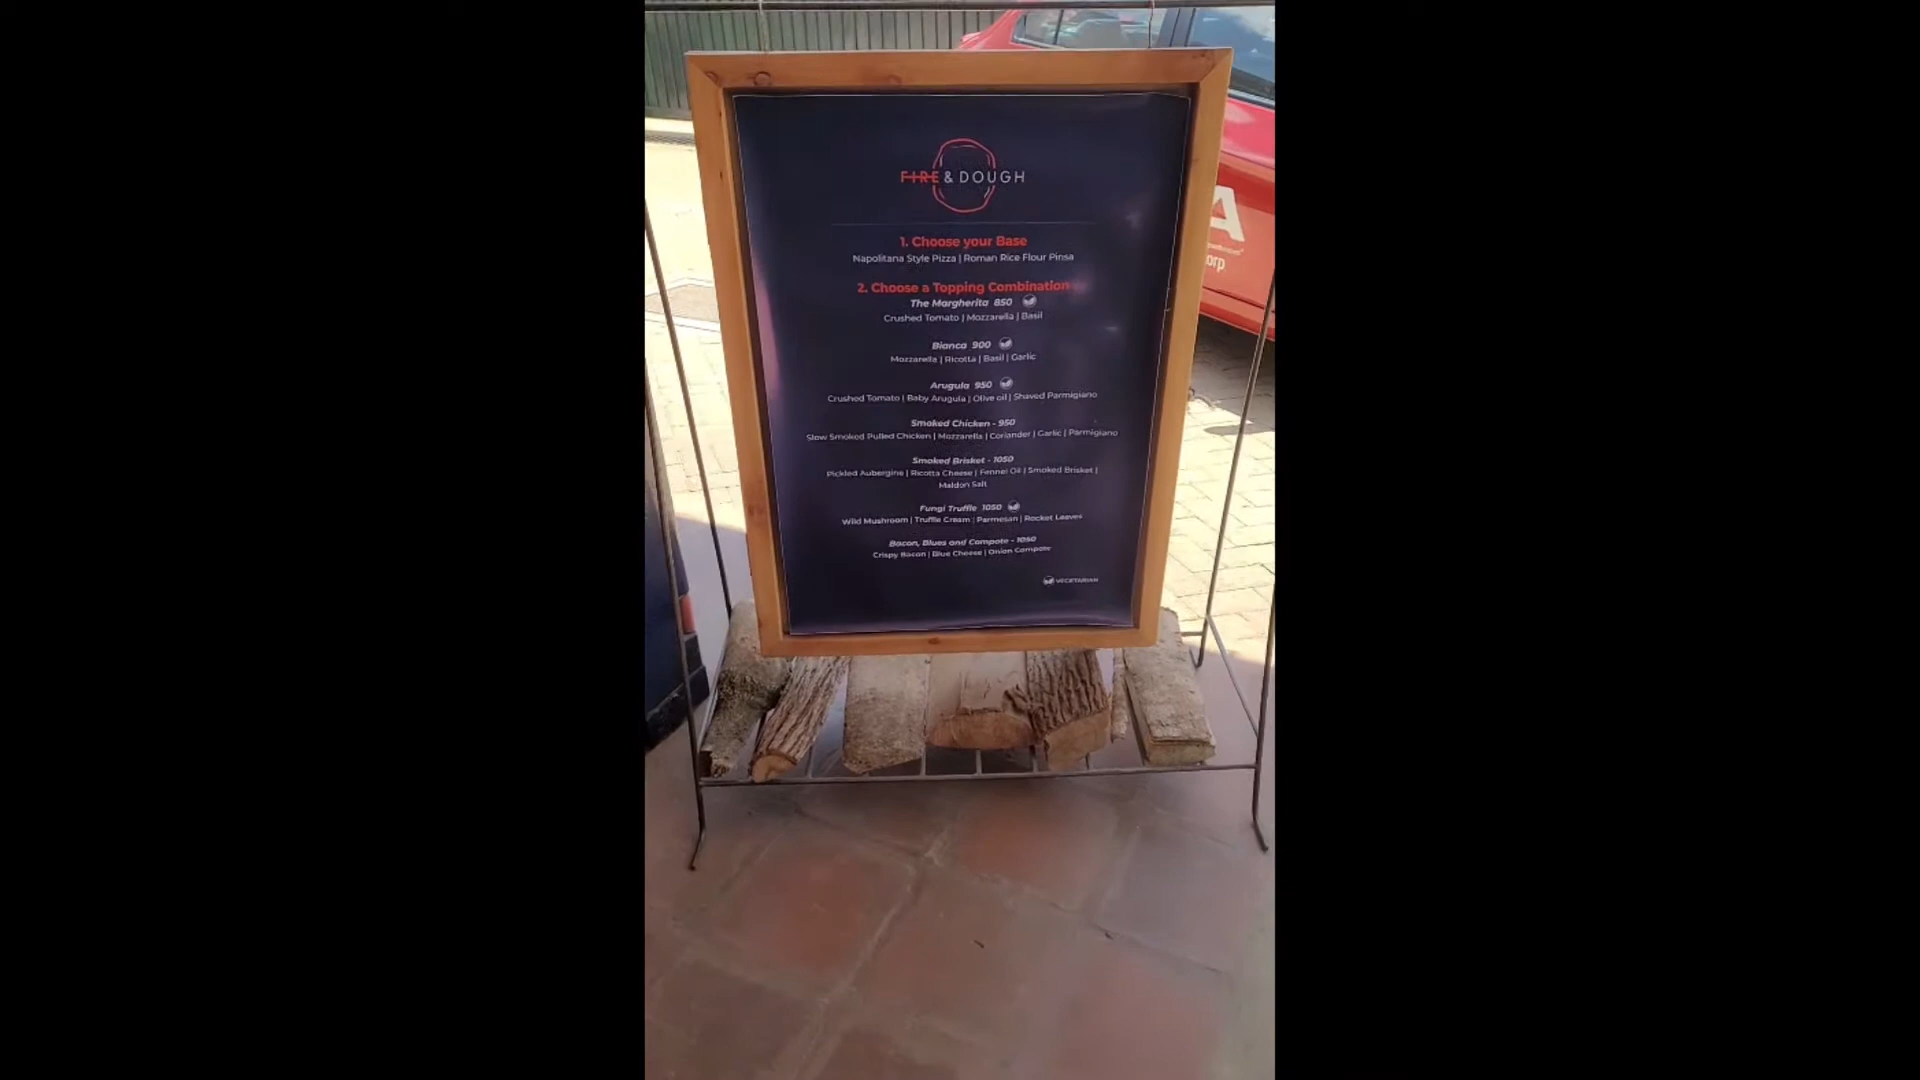 FIRE & DOUGH
1. Choose your Base
Napolitana Style Pizza | Roman Rice Flour Pinsa
2. Choose a Topping Combination
The Margherita 850
Crushed Tomato | Mozzarella | Basil
Bianca 900
Mozzarella | Ricotta | Basil | Garlic
Arugula 950
Crushed Tomato | Baby Arugula | Olive oil | Shaved Parmigiano
Smoked Chicken - 950
Slow Smoked Pulled Chicken | Mozzarella | Coriander | Garlic | Parmigiano
Smoked Brisket - 1050
Pickled Aubergine | Ricotta Cheese | Fennel Oil | Smoked Brisket |
Maldon Salt
Fungi Truffle 1050
Wild Mushroom | Truffle Cream | Parmesan | Rocket Leaves
Bacon, Blues and Compote - 1050
Crispy Bacon | Blue Cheese | Onion Compote
VEGETARIAN
A
orp